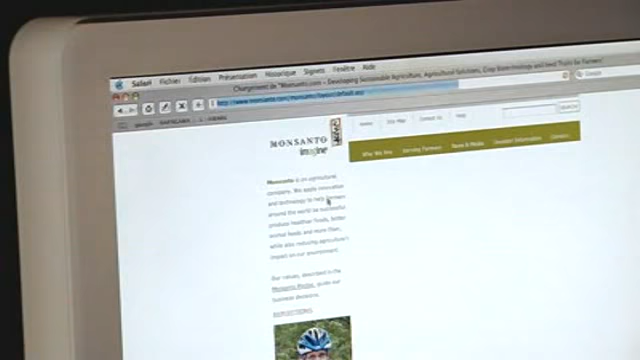 Safari Fichier Édition Présentation Historique Signets Fenêtre Aide
Chargement de "Monsanto.com – Developing Sustainable Agriculture, Agricultural Solutions, Crop Biotechnology and Seed Traits for Farmers"
http://www.monsanto.com/monsanto/layout/default.asp
Google
Home Site Map Contact Us Help
SEARCH
MONSANTO
imagine
Who We Are Serving Farmers News & Media Investor Information Careers
Monsanto is an agricultural
company. We apply innovation
and technology to help farmers
around the world be successful,
produce healthier foods, better
animal feeds and more fiber,
while also reducing agriculture's
impact on our environment.
Our values, described in the
Monsanto Pledge, guide our
business decisions.